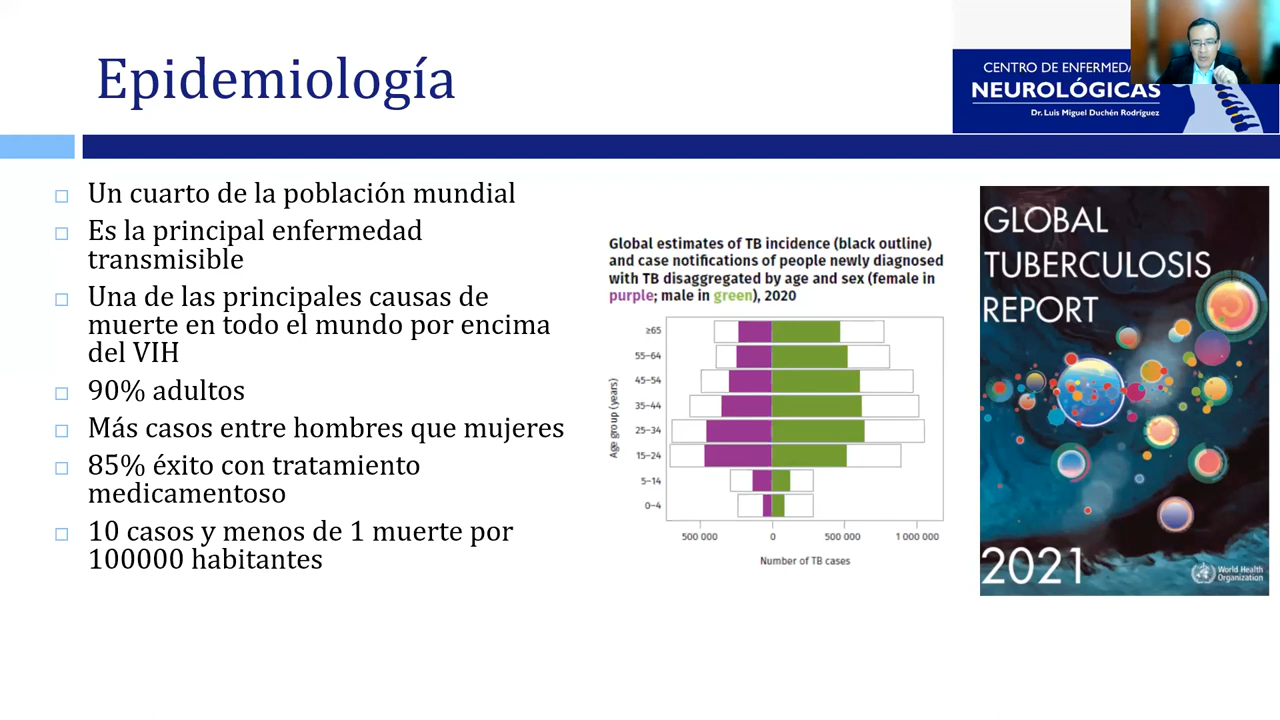 Epidemiología
CENTRO DE ENFERMEDA
NEUROLÓGICAS
Dr. Luis Miguel Duchén Rodríguez
Un cuarto de la población mundial
Es la principal enfermedad
transmisible
Una de las principales causas de
muerte en todo el mundo por encima
del VIH
90% adultos
Más casos entre hombres que mujeres
85% éxito con tratamiento
medicamentoso
10 casos y menos de 1 muerte por
100000 habitantes
Global estimates of TB incidence (black outline)
and case notifications of people newly diagnosed
with TB disaggregated by age and sex (female in
purple; male in green), 2020
Age group (years)
≥65
55–64
45–54
35–44
25–34
15–24
5–14
0–4
500 000 0 500 000 1 000 000
Number of TB cases
GLOBAL
TUBERCULOSIS
REPORT
2021
World Health
Organization